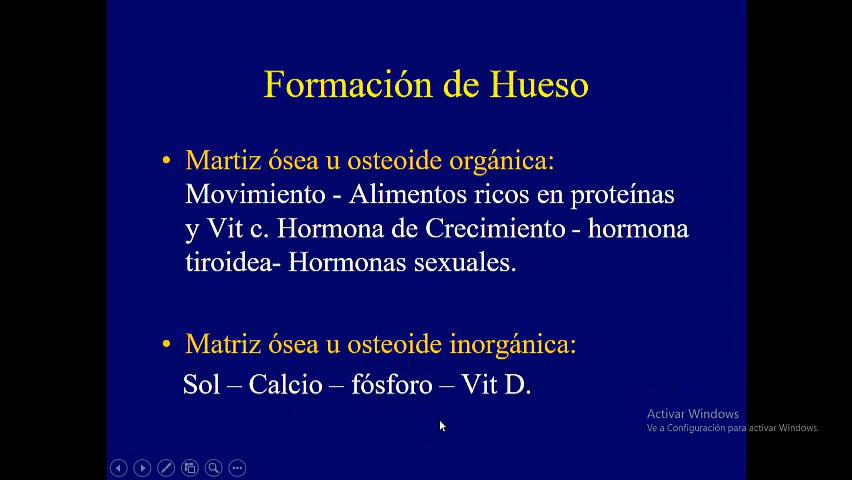 Formación de Hueso
• Martiz ósea u osteoide orgánica:
Movimiento - Alimentos ricos en proteínas
y Vit c. Hormona de Crecimiento - hormona
tiroidea- Hormonas sexuales.
• Matriz ósea u osteoide inorgánica:
Sol – Calcio – fósforo – Vit D.
Activar Windows
Ve a Configuración para activar Windows.